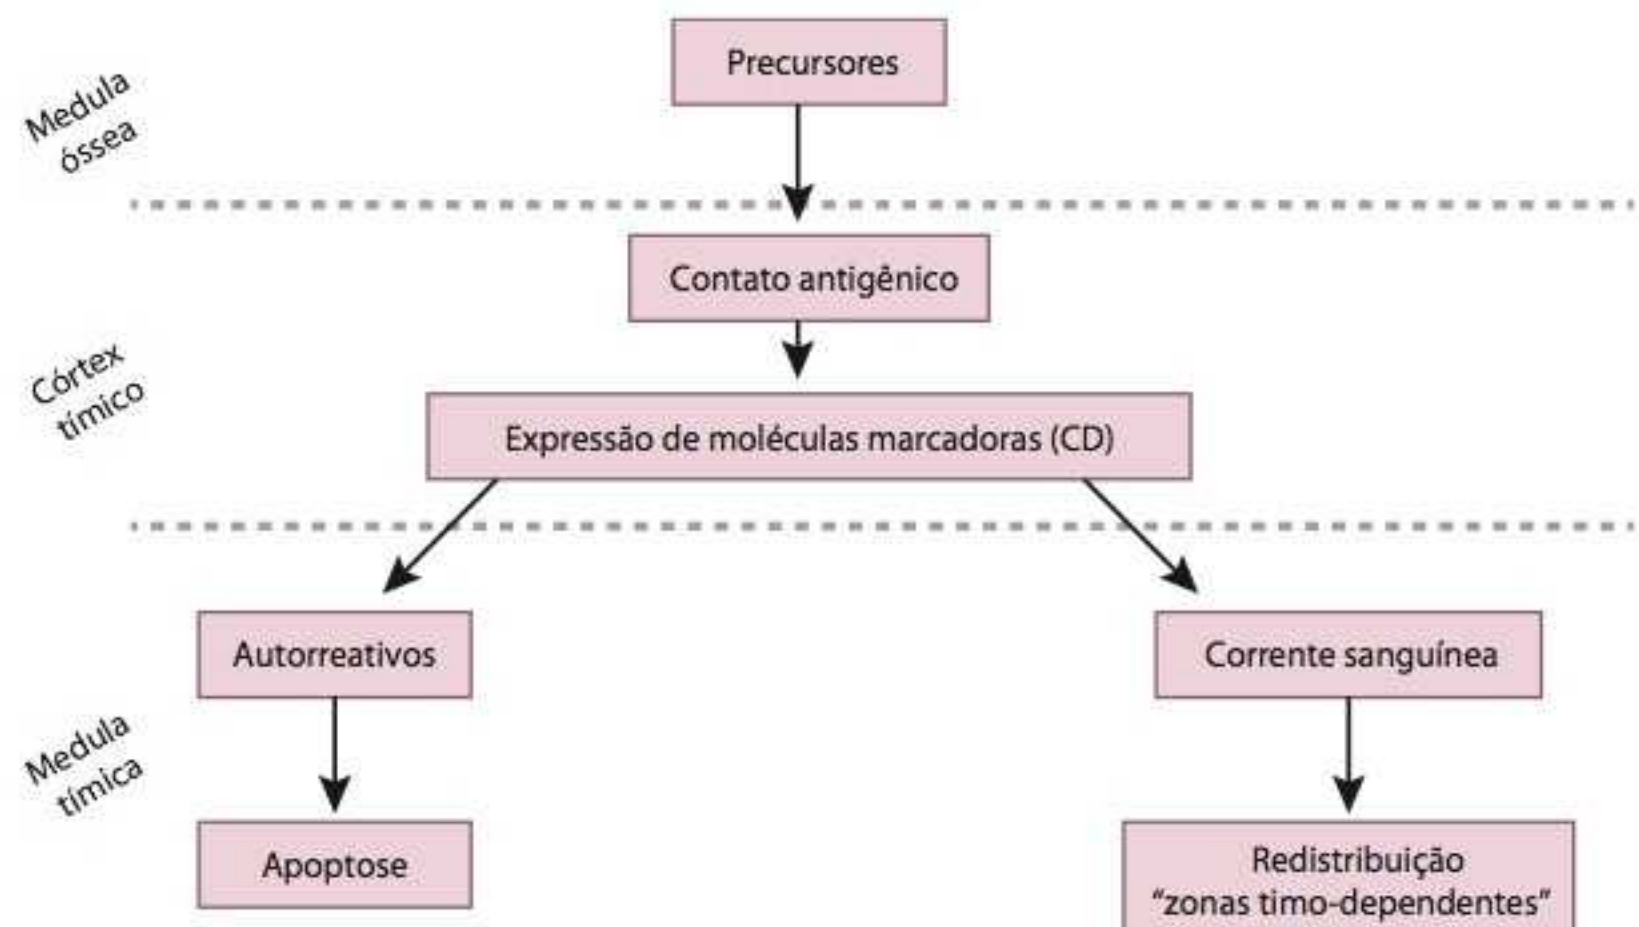 Precursores
Medula
óssea
Contato antigênico
Córtex
tímico
Expressão de moléculas marcadoras (CD)
Autorreativos
Corrente sanguínea
Medula
tímica
Apoptose
Redistribuição
“zonas timo-dependentes”